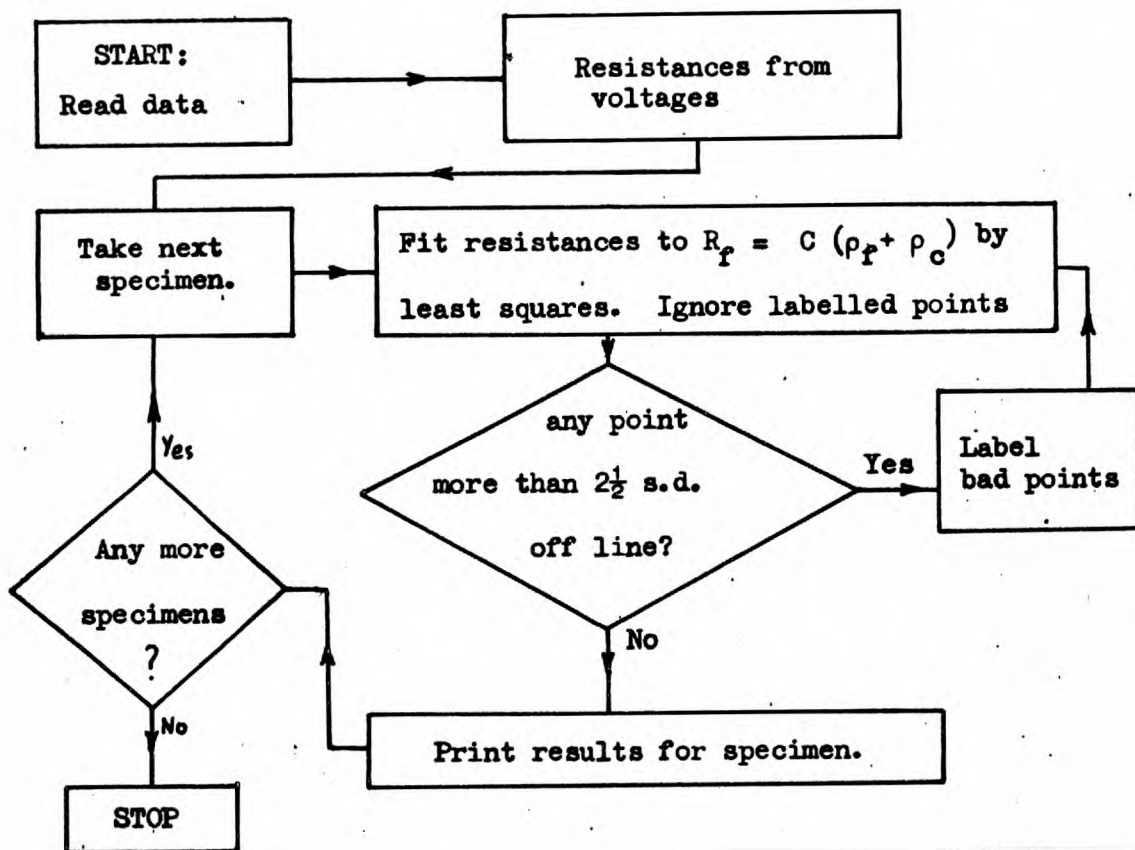 START:
Read data
Resistances from
voltages
Take next
specimen.
Fit resistances to R_f = C (ρ_f + ρ_c) by
least squares. Ignore labelled points
any point
more than 2½ s.d.
off line?
Yes
Label
bad points
Yes
Any more
specimens
?
No
No
Print results for specimen.
STOP